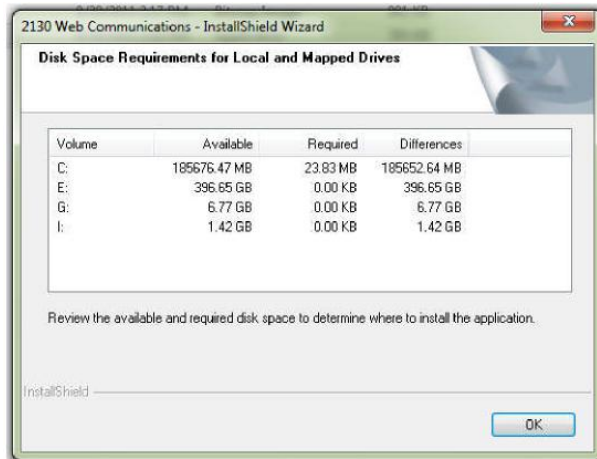 2130 Web Communications - InstallShield Wizard
Disk Space Requirements for Local and Mapped Drives
Volume Available Required Differences
C: 185676.47 MB 23.83 MB 185652.64 MB
E: 396.65 GB 0.00 KB 396.65 GB
G: 6.77 GB 0.00 KB 6.77 GB
I: 1.42 GB 0.00 KB 1.42 GB
Review the available and required disk space to determine where to install the application.
InstallShield
OK